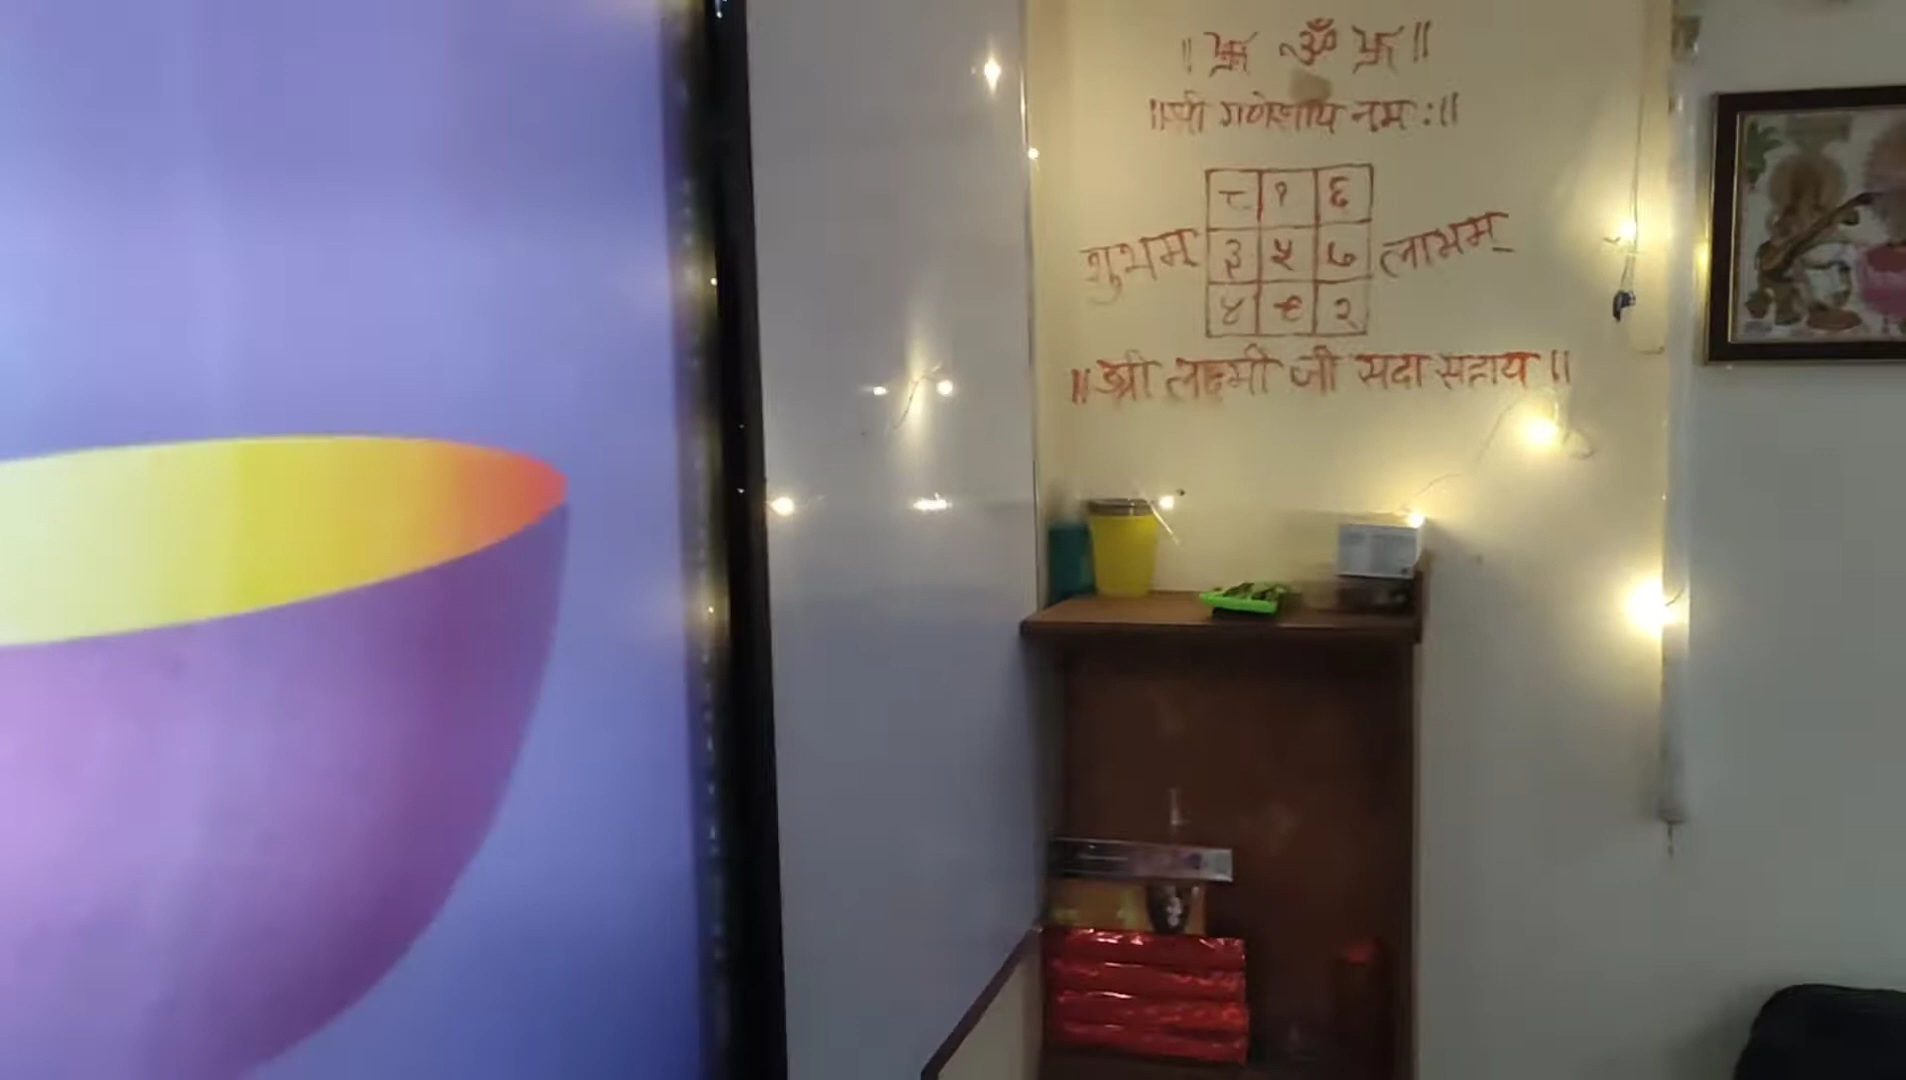 ॥ 卐 ॐ 卐 ॥
॥ श्री गणेशाय नमः ॥
८ १ ६
शुभम् ३ ५ ७ लाभम्
४ ९ २
॥ श्री लक्ष्मी जी सदा सहाय ॥